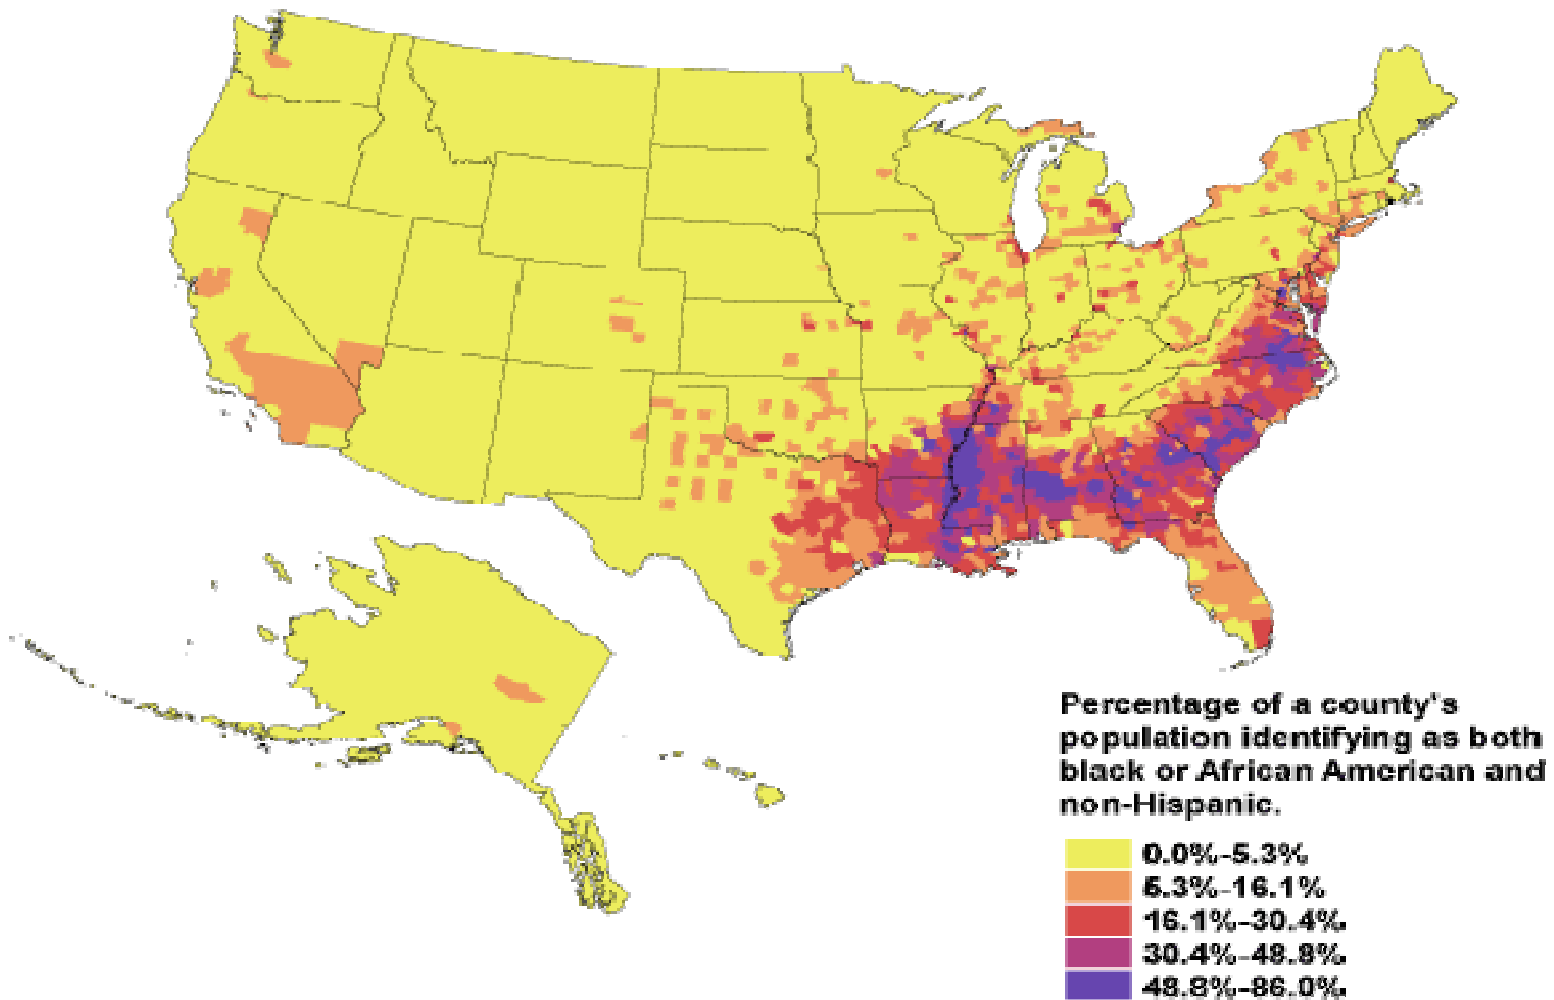 Percentage of a county's
population identifying as both
black or African American and
non-Hispanic.
0.0%-5.3%
5.3%-16.1%
16.1%-30.4%
30.4%-48.8%
48.8%-86.0%